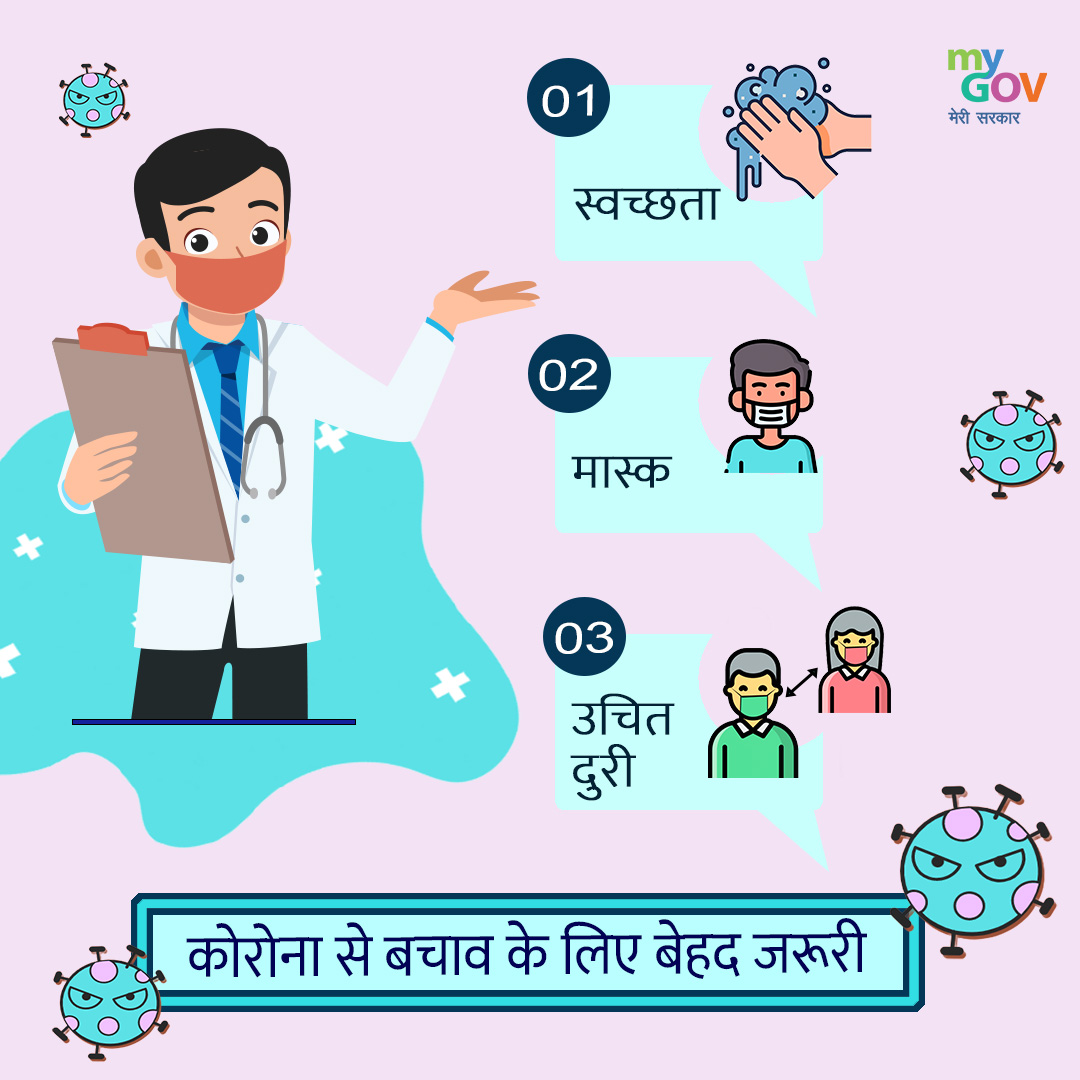 my
GOV
मेरी सरकार
01
स्वच्छता
02
मास्क
03
उचित
दुरी
कोरोना से बचाव के लिए बेहद जरूरी